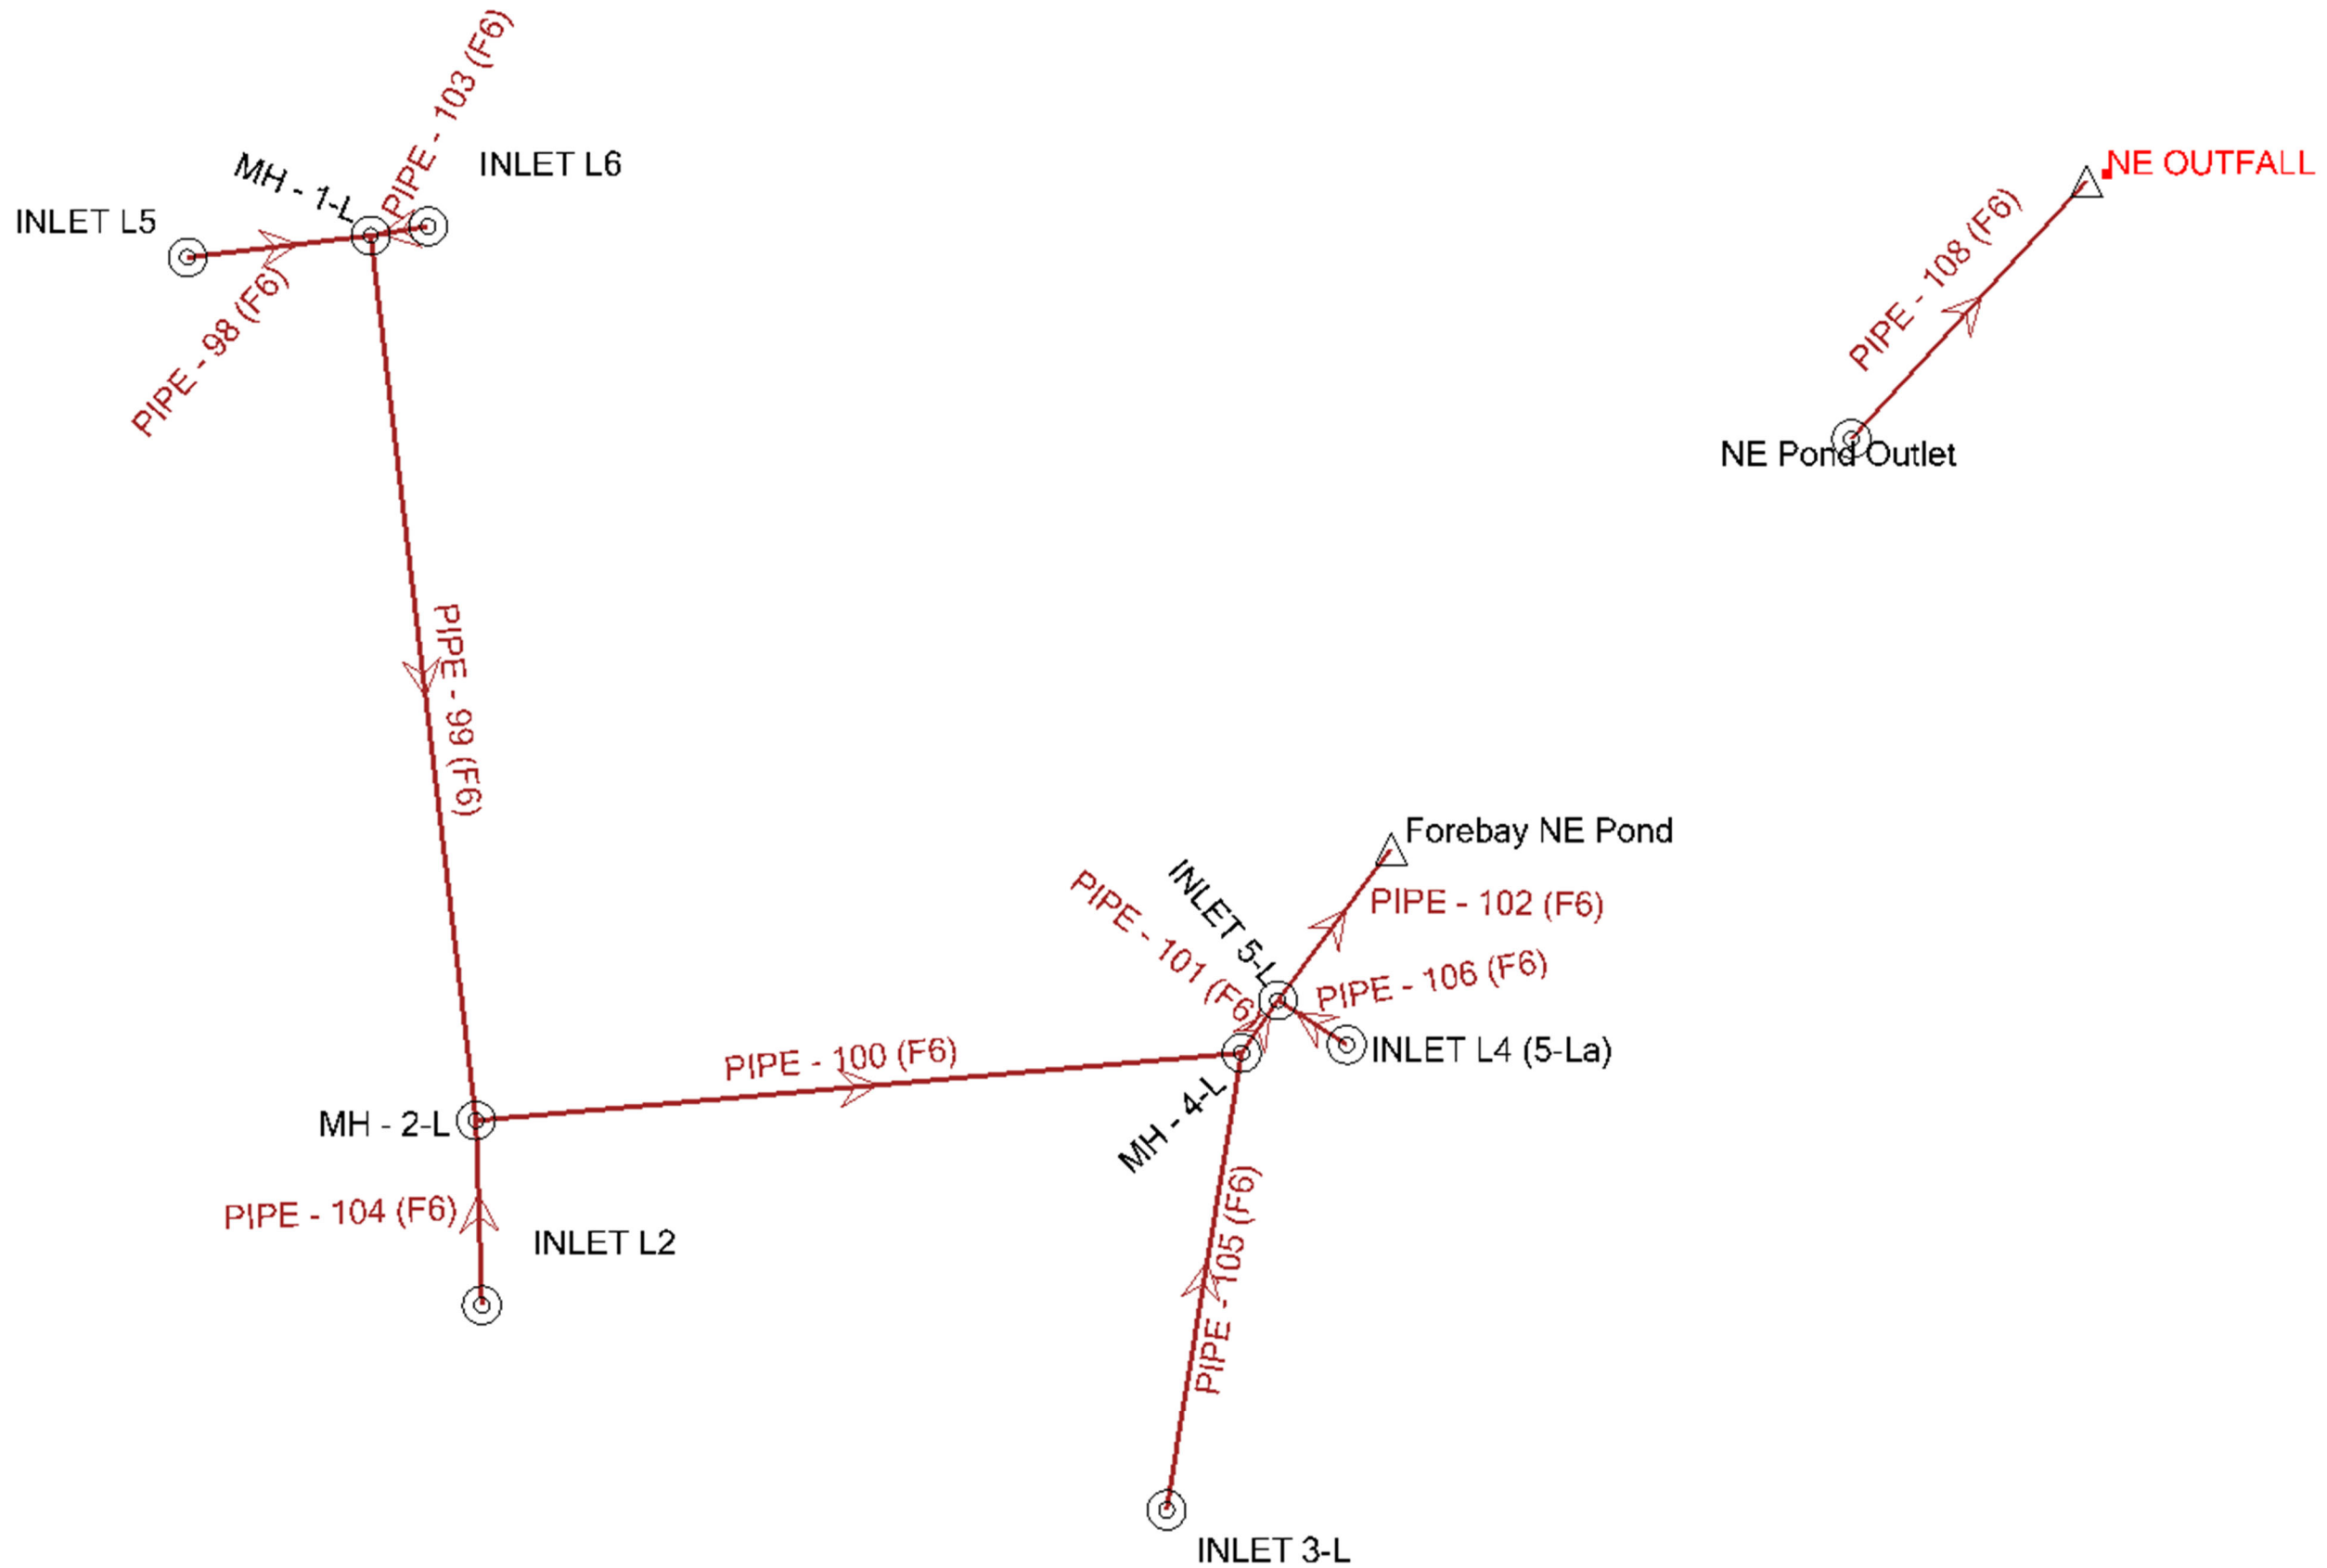 PIPE - 103 (F6)
MH - 1-L
INLET L6
NE OUTFALL
INLET L5
PIPE - 98 (F6)
PIPE - 108 (F6)
NE Pond Outlet
PIPE - 99 (F6)
Forebay NE Pond
INLET 5-L
PIPE - 101 (F6)
PIPE - 102 (F6)
PIPE - 106 (F6)
INLET L4 (5-La)
PIPE - 100 (F6)
MH - 2-L
MH - 4-L
PIPE - 104 (F6)
INLET L2
PIPE - 105 (F6)
INLET 3-L